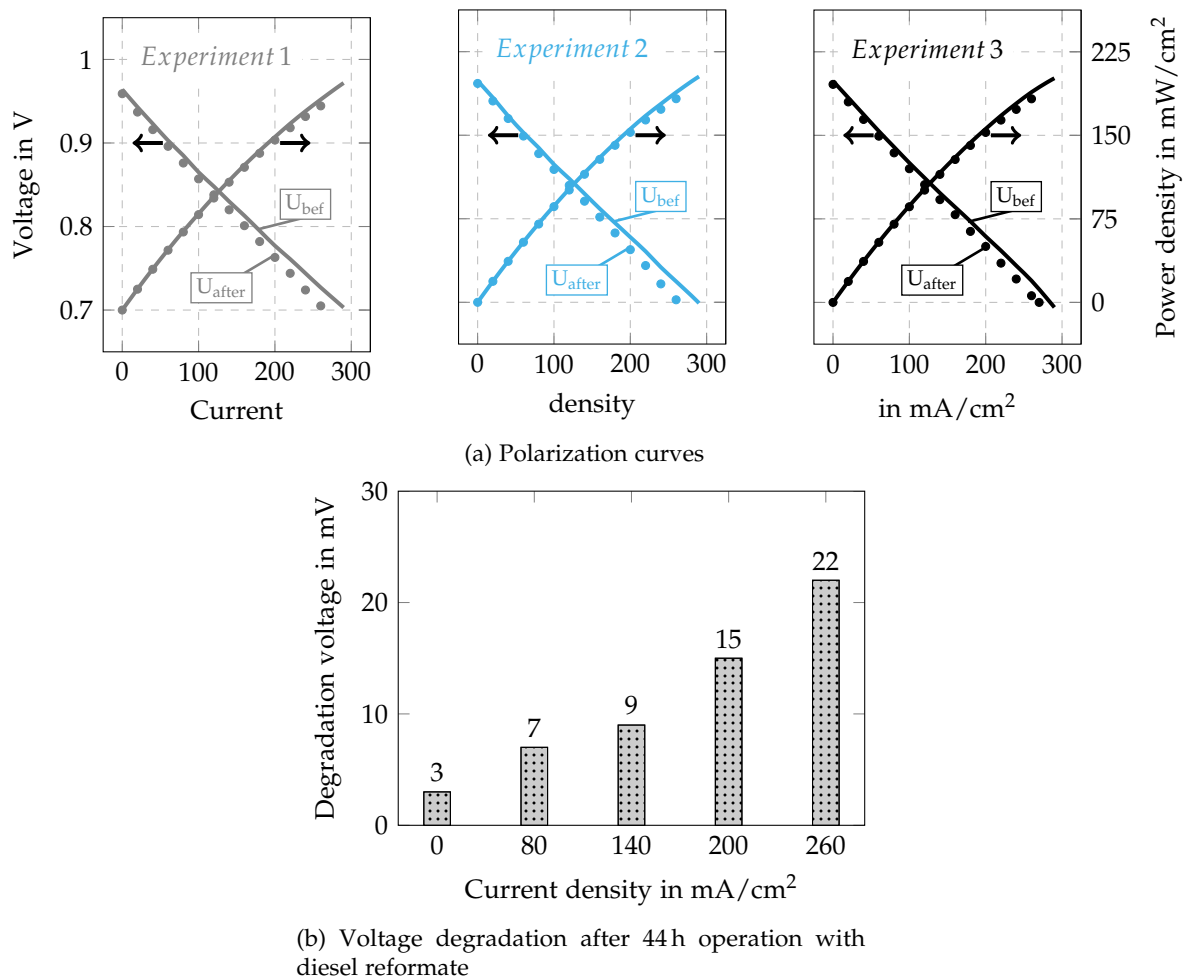 Experiment 1
Experiment 2
Experiment 3
Voltage in V
1
0.9
0.8
0.7
U_bef
U_after
U_bef
U_after
U_bef
U_after
225
150
75
0
Power density in mW/cm²
0 100 200 300
0 100 200 300
0 100 200 300
Current
density
in mA/cm²
(a) Polarization curves
Degradation voltage in mV
30
20
10
0
3
7
9
15
22
0 80 140 200 260
Current density in mA/cm²
(b) Voltage degradation after 44 h operation with
diesel reformate